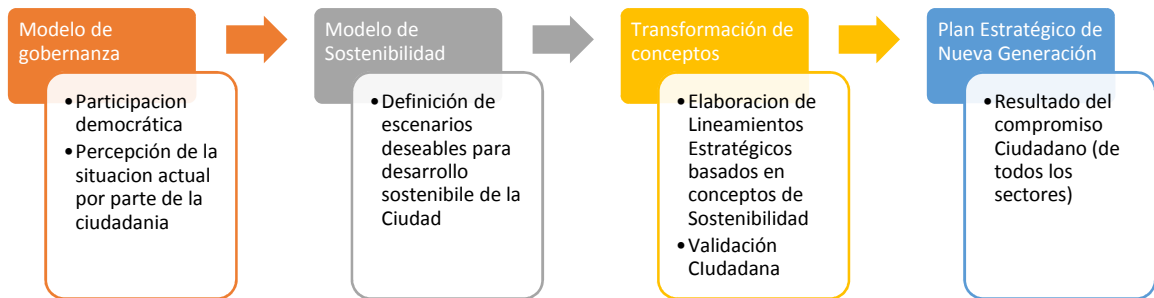 Modelo de
gobernanza
• Participacion
democrática
• Percepción de la
situacion actual
por parte de la
ciudadania
Modelo de
Sostenibilidad
• Definición de
escenarios
deseables para
desarrollo
sostenibile de la
Ciudad
Transformación de
conceptos
• Elaboracion de
Lineamientos
Estratégicos
basados en
conceptos de
Sostenibilidad
• Validación
CIudadana
Plan Estratégico de
Nueva Generación
• Resultado del
compromiso
Ciudadano (de
todos los
sectores)